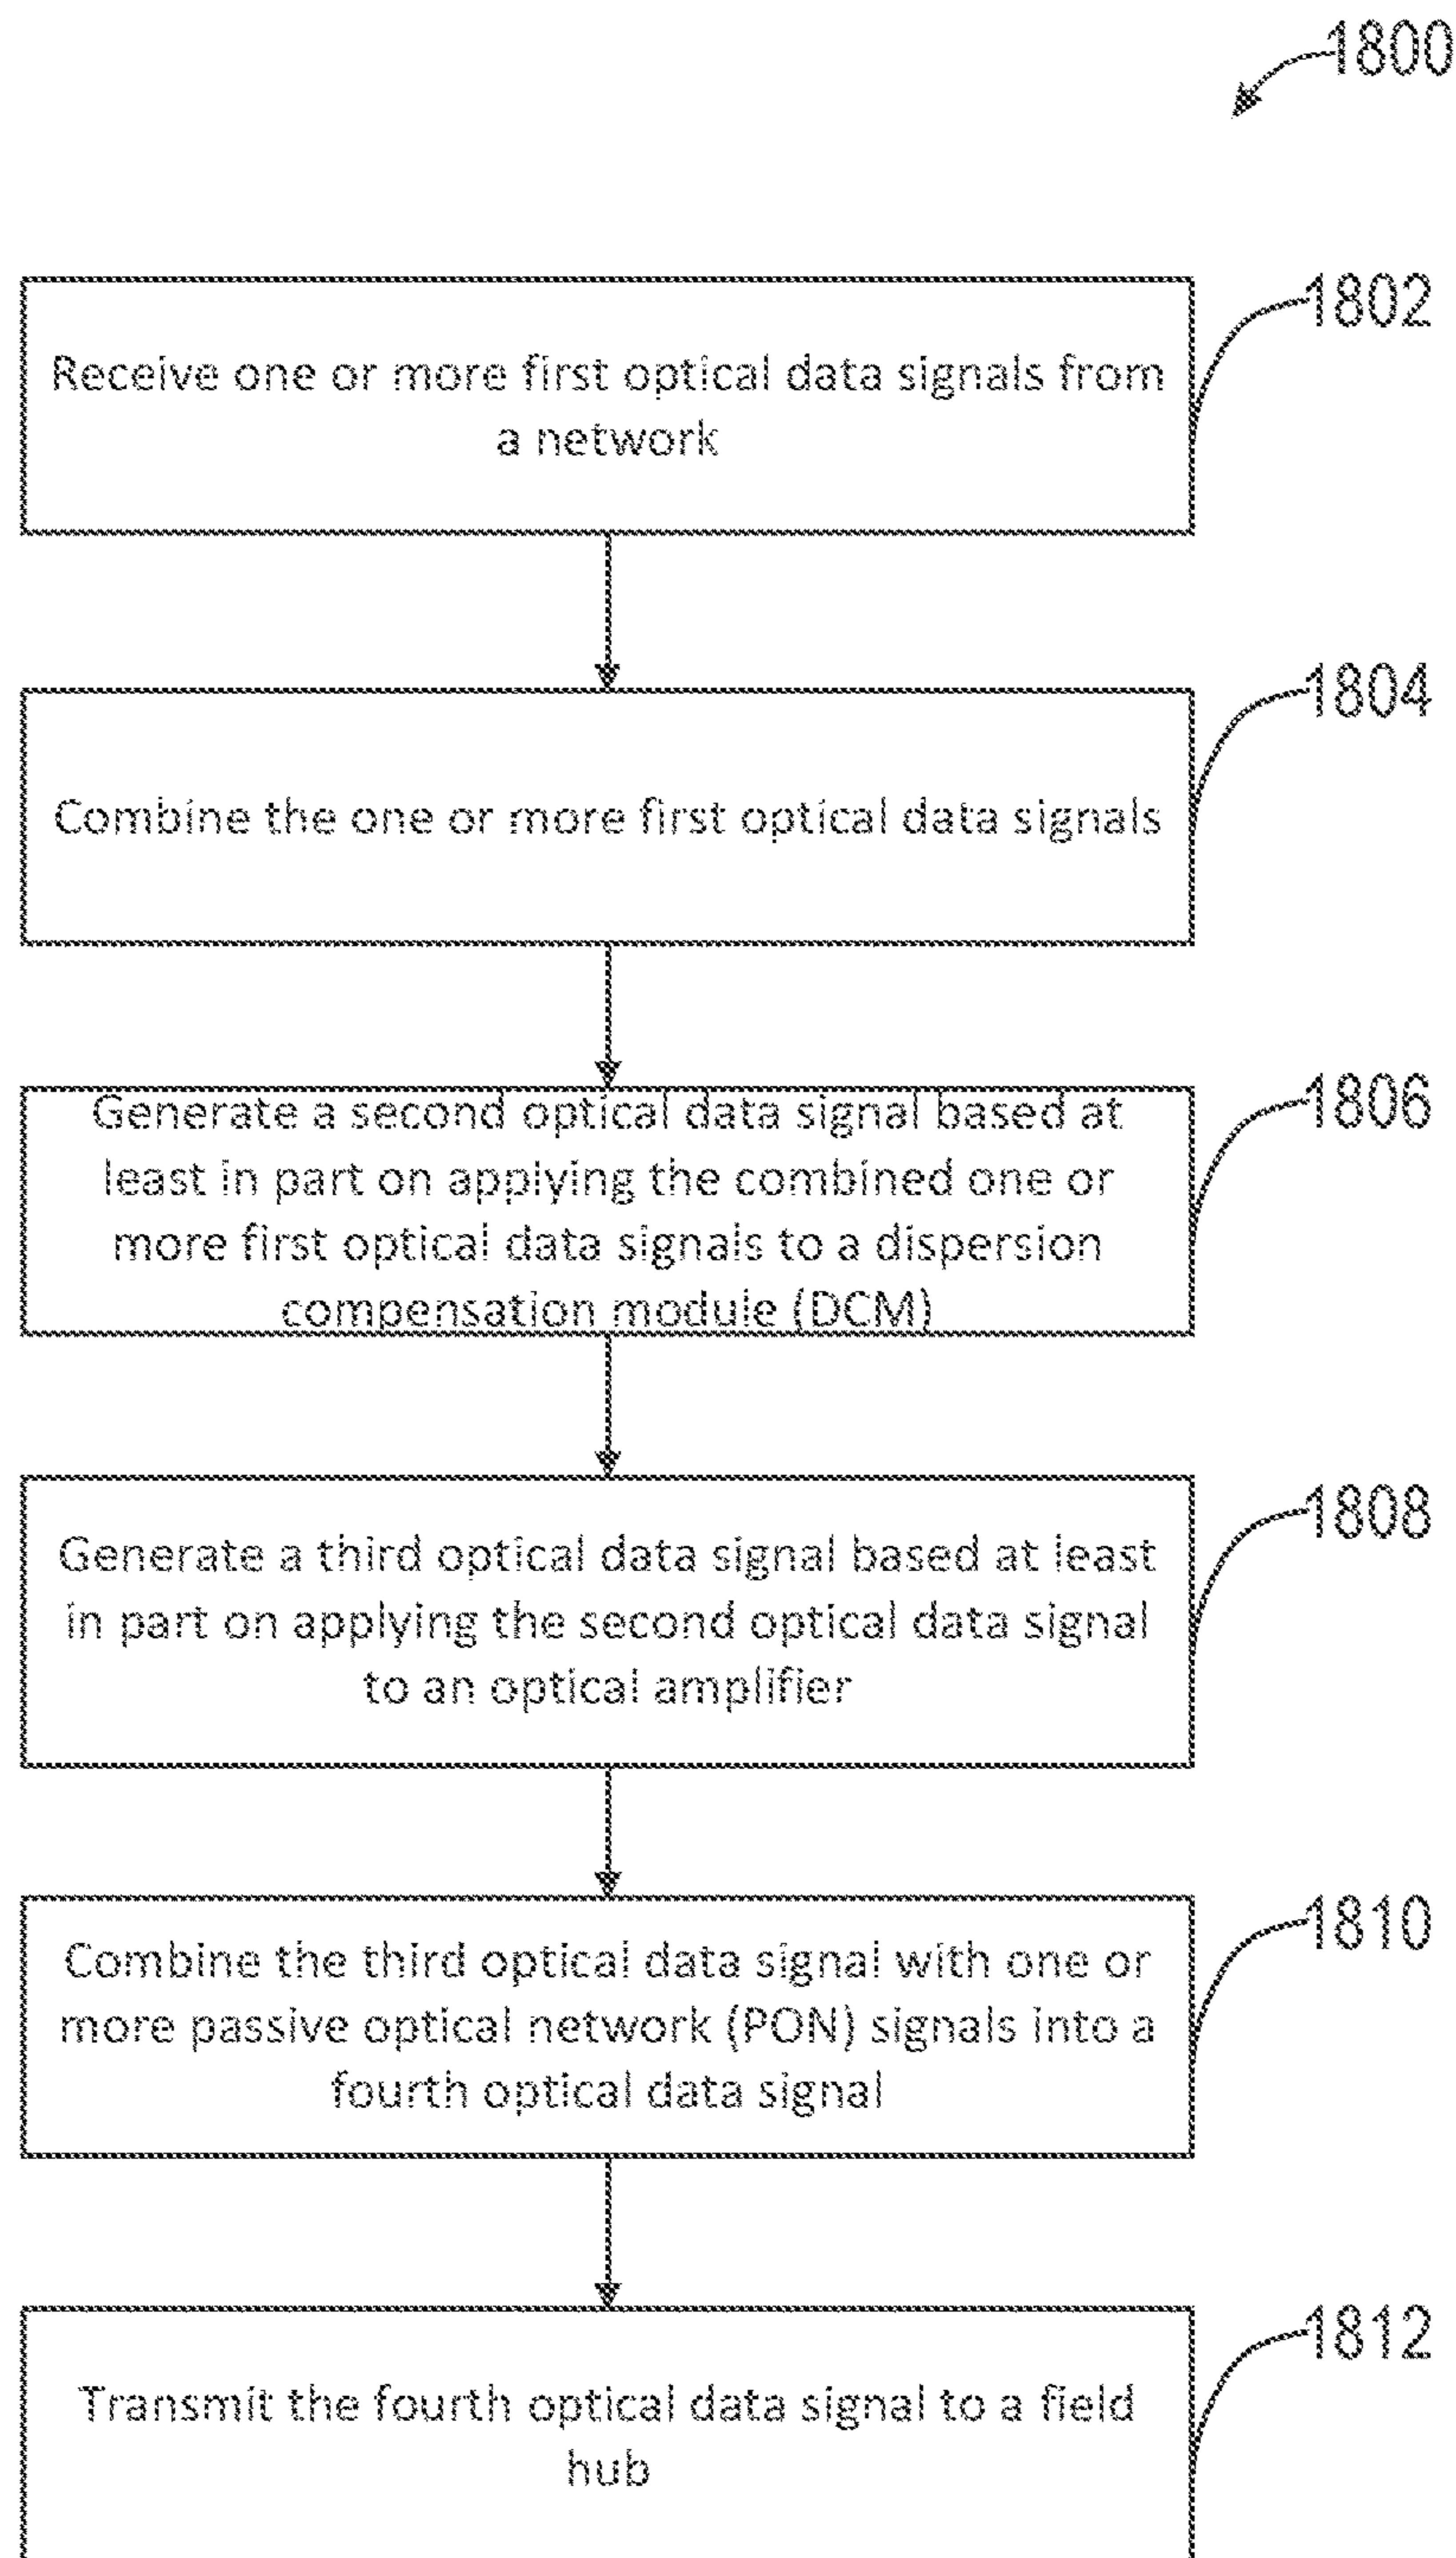 1800
1802
Receive one or more first optical data signals from
a network
1804
Combine the one or more first optical data signals
1806
Generate a second optical data signal based at
least in part on applying the combined one or
more first optical data signals to a dispersion
compensation module (DCM)
1808
Generate a third optical data signal based at least
in part on applying the second optical data signal
to an optical amplifier
1810
Combine the third optical data signal with one or
more passive optical network (PON) signals into a
fourth optical data signal
1812
Transmit the fourth optical data signal to a field
hub